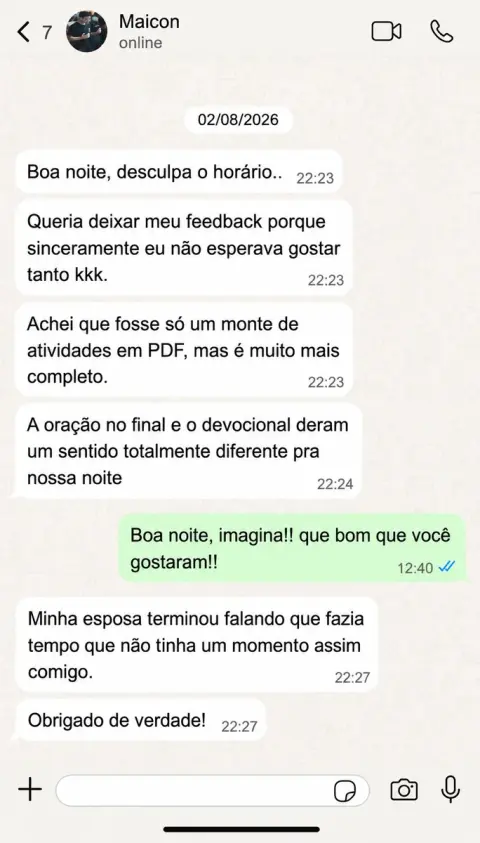 7
Maicon
online
02/08/2026
Boa noite, desculpa o horário..
22:23
Queria deixar meu feedback porque
sinceramente eu não esperava gostar
tanto kkk.
22:23
Achei que fosse só um monte de
atividades em PDF, mas é muito mais
completo.
22:23
A oração no final e o devocional deram
um sentido totalmente diferente pra
nossa noite
22:24
Boa noite, imagina!! que bom que você
gostaram!!
12:40
Minha esposa terminou falando que fazia
tempo que não tinha um momento assim
comigo.
22:27
Obrigado de verdade!
22:27